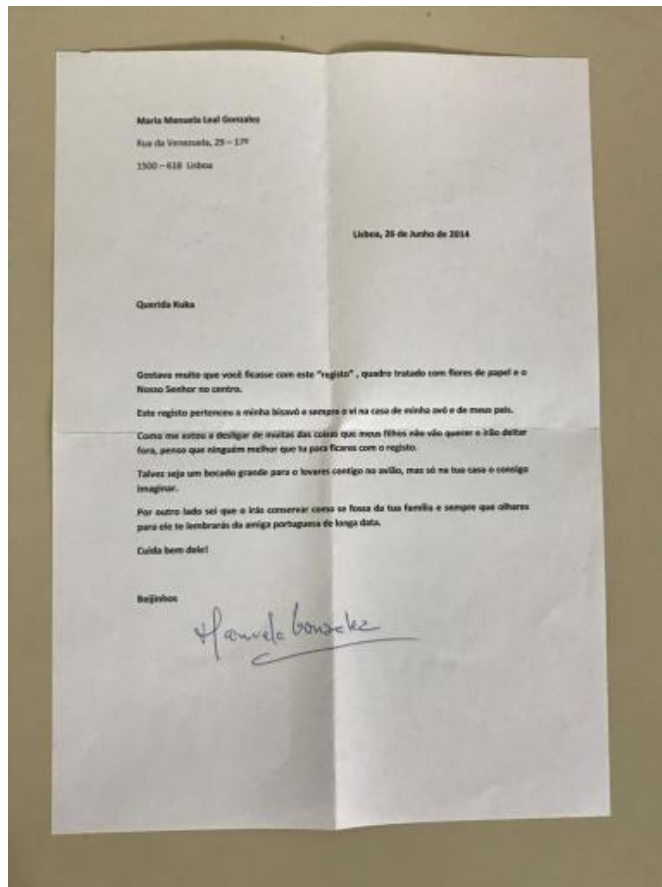 Maria Manuela Leal Gonzalez
Rua da Venezuela, 29 – 17º
1500 – 618 Lisboa
Lisboa, 26 de Junho de 2014
Querida Kuka
Gostava muito que você ficasse com este "registo" , quadro tratado com flores de papel e o
Nosso Senhor no centro.
Este registo pertenceu a minha bisavó e sempre o vi na casa de minha avó e de meus pais.
Como me estou a desligar de muitas das coisas que meus filhos não vão querer e irão deitar
fora, penso que ninguém melhor que tu para ficares com o registo.
Talvez seja um bocado grande para o levares contigo no avião, mas só na tua casa o consigo
imaginar.
Por outro lado sei que o irás conservar como se fosse da tua família e sempre que olhares
para ele te lembrarás da amiga portuguesa de longa data.
Cuida bem dele!
Beijinhos
Manuela Gonzalez